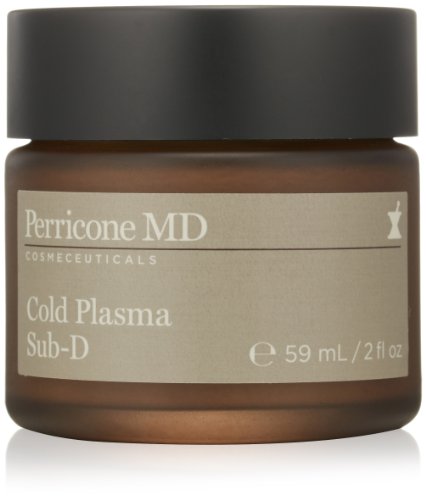 Perricone MD
COSMECEUTICALS
Cold Plasma
Sub-D
℮ 59 mL / 2 fl oz